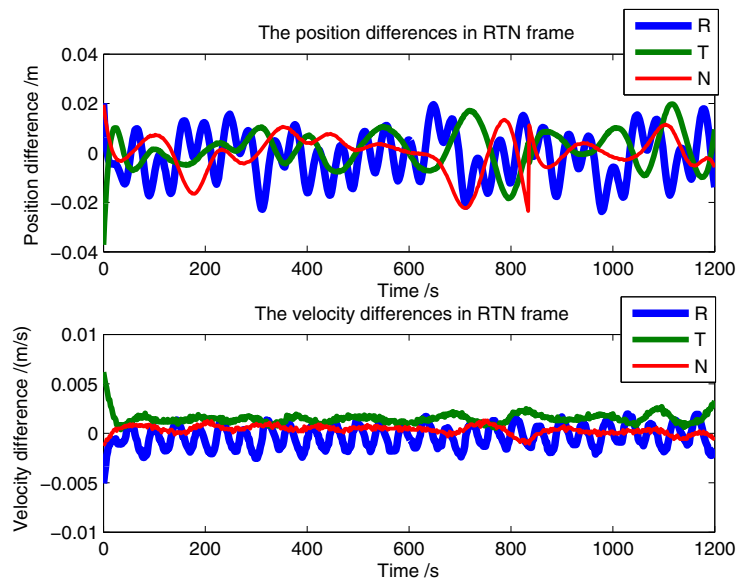 The position differences in RTN frame
R
T
N
Position difference /m
0.04
0.02
0
−0.02
−0.04
0
200
400
600
800
1000
1200
Time /s
The velocity differences in RTN frame
R
T
N
Velocity difference /(m/s)
0.01
0.005
0
−0.005
−0.01
0
200
400
600
800
1000
1200
Time /s